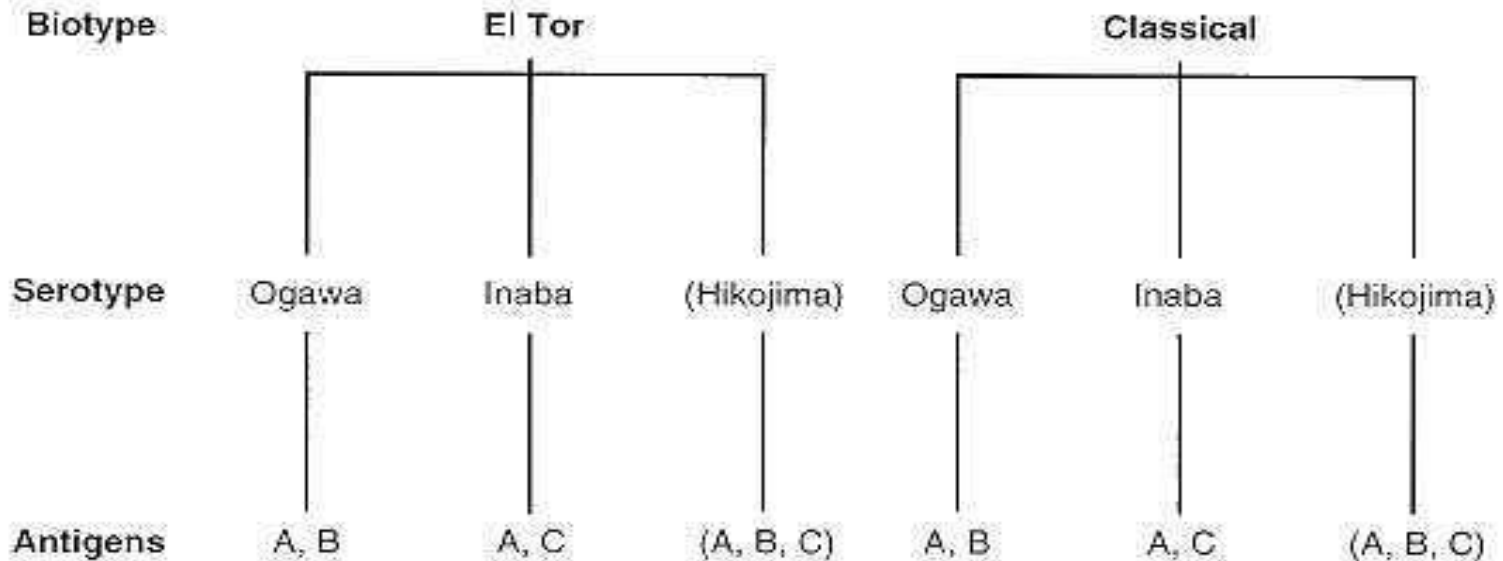 Biotype El Tor Classical
Serotype Ogawa Inaba (Hikojima) Ogawa Inaba (Hikojima)
Antigens A, B A, C (A, B, C) A, B A, C (A, B, C)